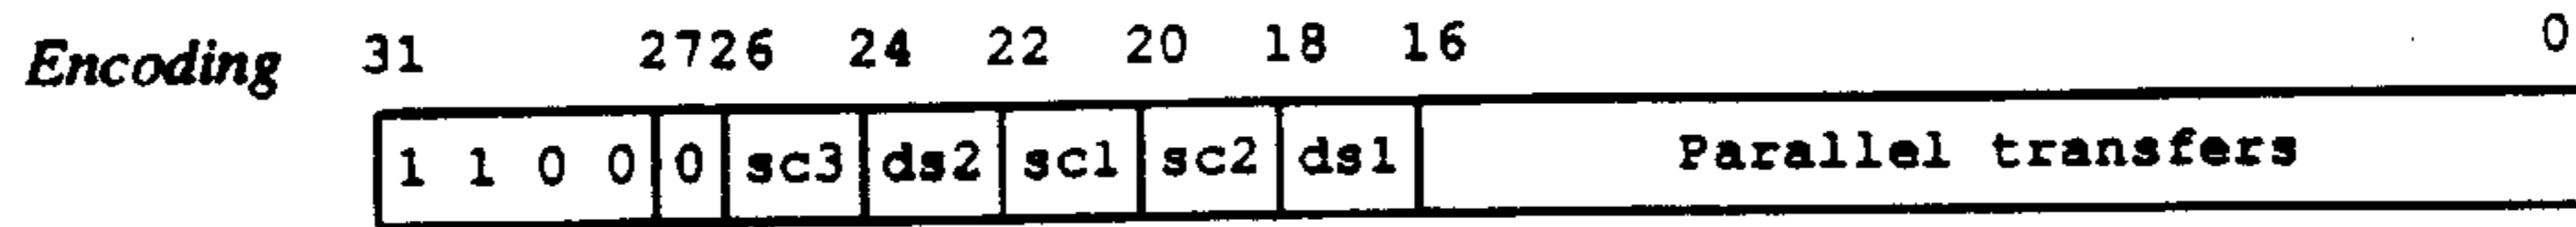 Encoding 31 2726 24 22 20 18 16 0
1 1 0 0 0 sc3 ds2 sc1 sc2 ds1 Parallel transfers